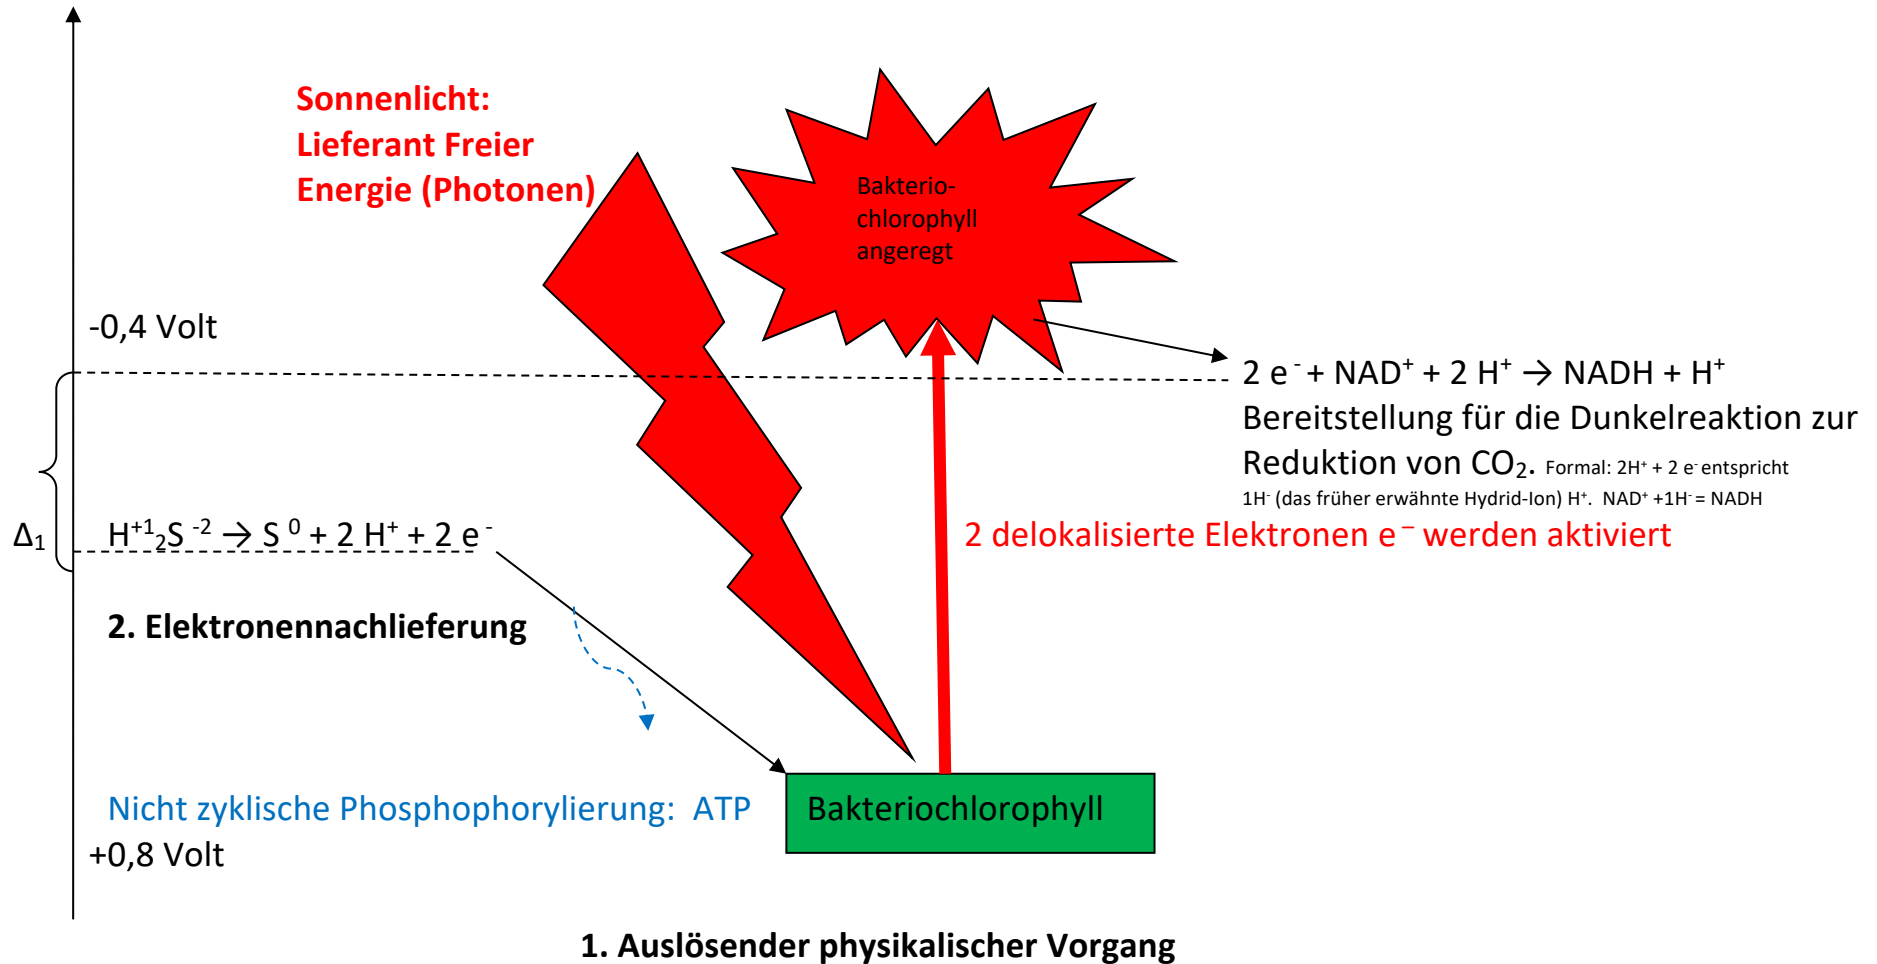 Sonnenlicht:
Lieferant Freier
Energie (Photonen)
Bakterio-
chlorophyll
angeregt
-0,4 Volt
2 e⁻ + NAD⁺ + 2 H⁺ → NADH + H⁺
Bereitstellung für die Dunkelreaktion zur
Reduktion von CO₂. Formal: 2H⁺ + 2 e⁻ entspricht
1H⁻ (das früher erwähnte Hydrid-Ion) H⁺. NAD⁺ +1H⁻ = NADH
Δ₁
H⁺¹₂S ⁻² → S ⁰ + 2 H⁺ + 2 e⁻
2 delokalisierte Elektronen e⁻ werden aktiviert
2. Elektronennachlieferung
Nicht zyklische Phosphophorylierung: ATP
Bakteriochlorophyll
+0,8 Volt
1. Auslösender physikalischer Vorgang